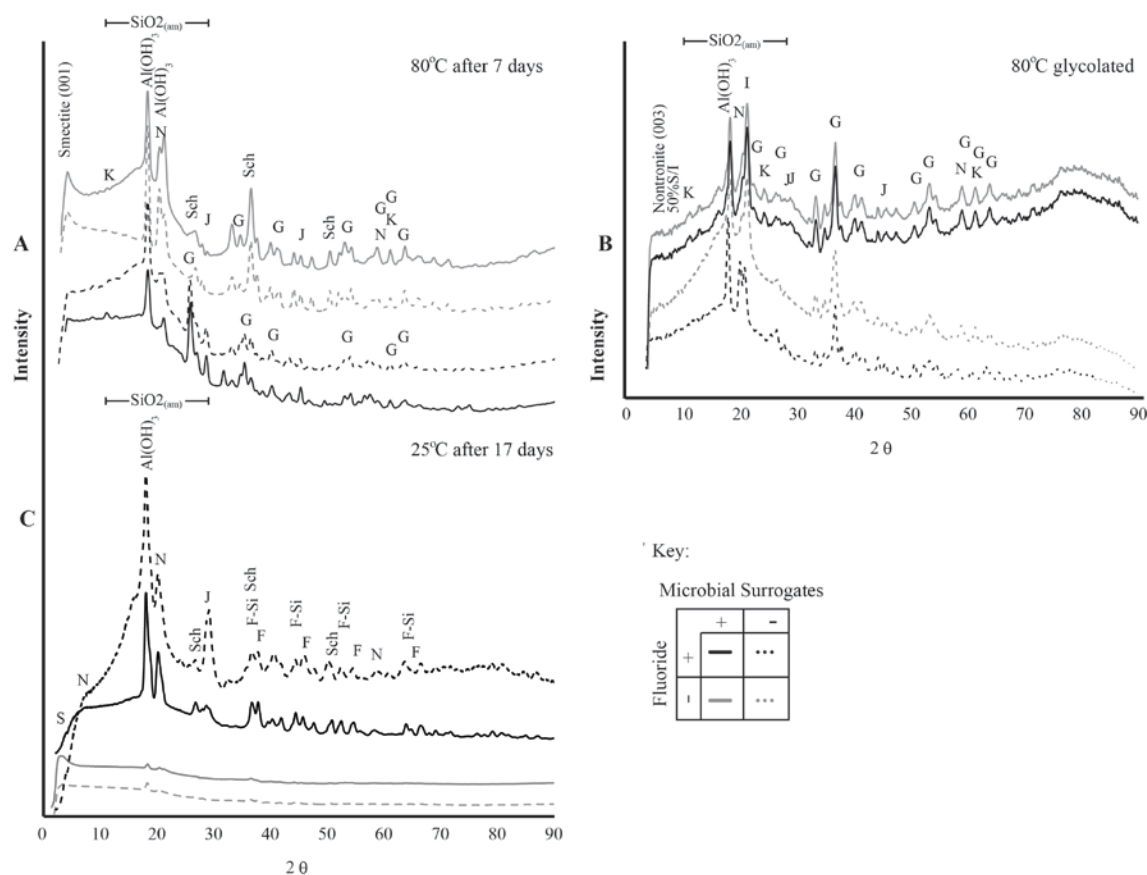 SiO2(am)
80°C after 7 days
Smectite (001)
K
Al(OH)3
N
Al(OH)3
Sch
J
G
G
Sch
G
J
Sch
G
G
N
G
K
G
A
G
G
G
G
G
G
Intensity
SiO2(am)
80°C glycolated
Nontronite (003)
50%S/I
K
Al(OH)3
N
I
G
K
G
JJ
G
G
G
J
G
G
G
N
G
K
G
B
Intensity
0 10 20 30 40 50 60 70 80 90
2 θ
SiO2(am)
25°C after 17 days
C
S
N
Al(OH)3
N
Sch
J
F-Si
Sch
F
F-Si
F
Sch
F-Si
F
N
F-Si
F
0 10 20 30 40 50 60 70 80 90
2 θ
Key:
Microbial Surrogates
+ -
Fluoride
+
-